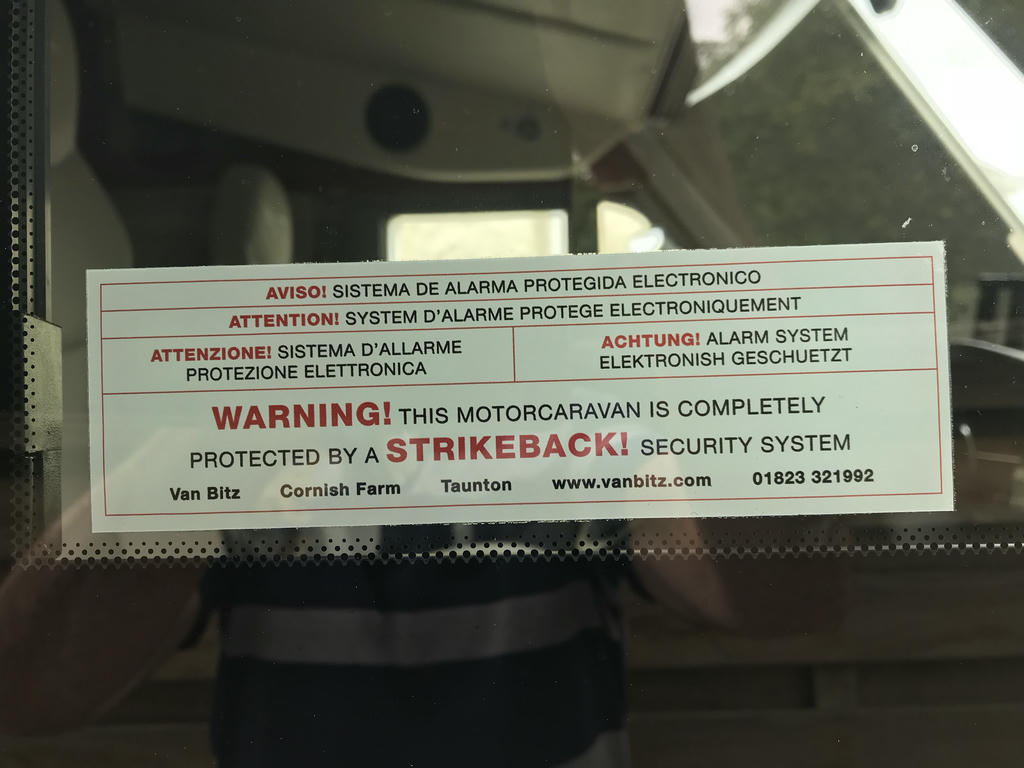 AVISO! SISTEMA DE ALARMA PROTEGIDA ELECTRONICO
ATTENTION! SYSTEM D'ALARME PROTEGE ELECTRONIQUEMENT
ATTENZIONE! SISTEMA D'ALLARME
PROTEZIONE ELETTRONICA
ACHTUNG! ALARM SYSTEM
ELEKTRONISH GESCHUETZT
WARNING! THIS MOTORCARAVAN IS COMPLETELY
PROTECTED BY A STRIKEBACK! SECURITY SYSTEM
Van Bitz Cornish Farm Taunton www.vanbitz.com 01823 321992